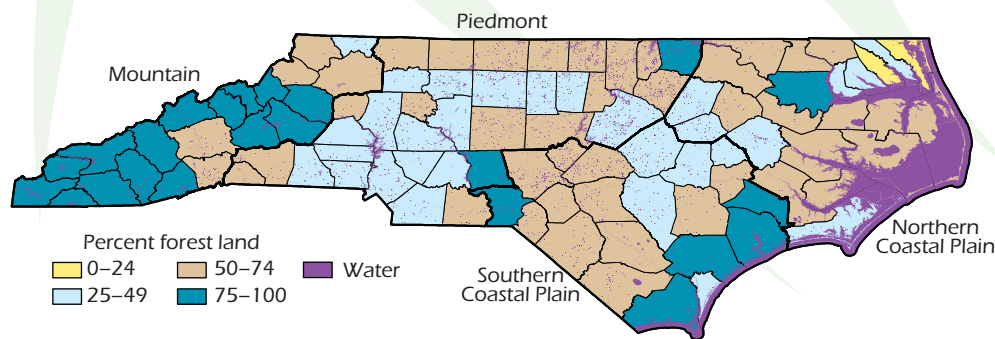 Piedmont
Mountain
Northern
Coastal Plain
Southern
Coastal Plain
Percent forest land
0–24
50–74
Water
25–49
75–100